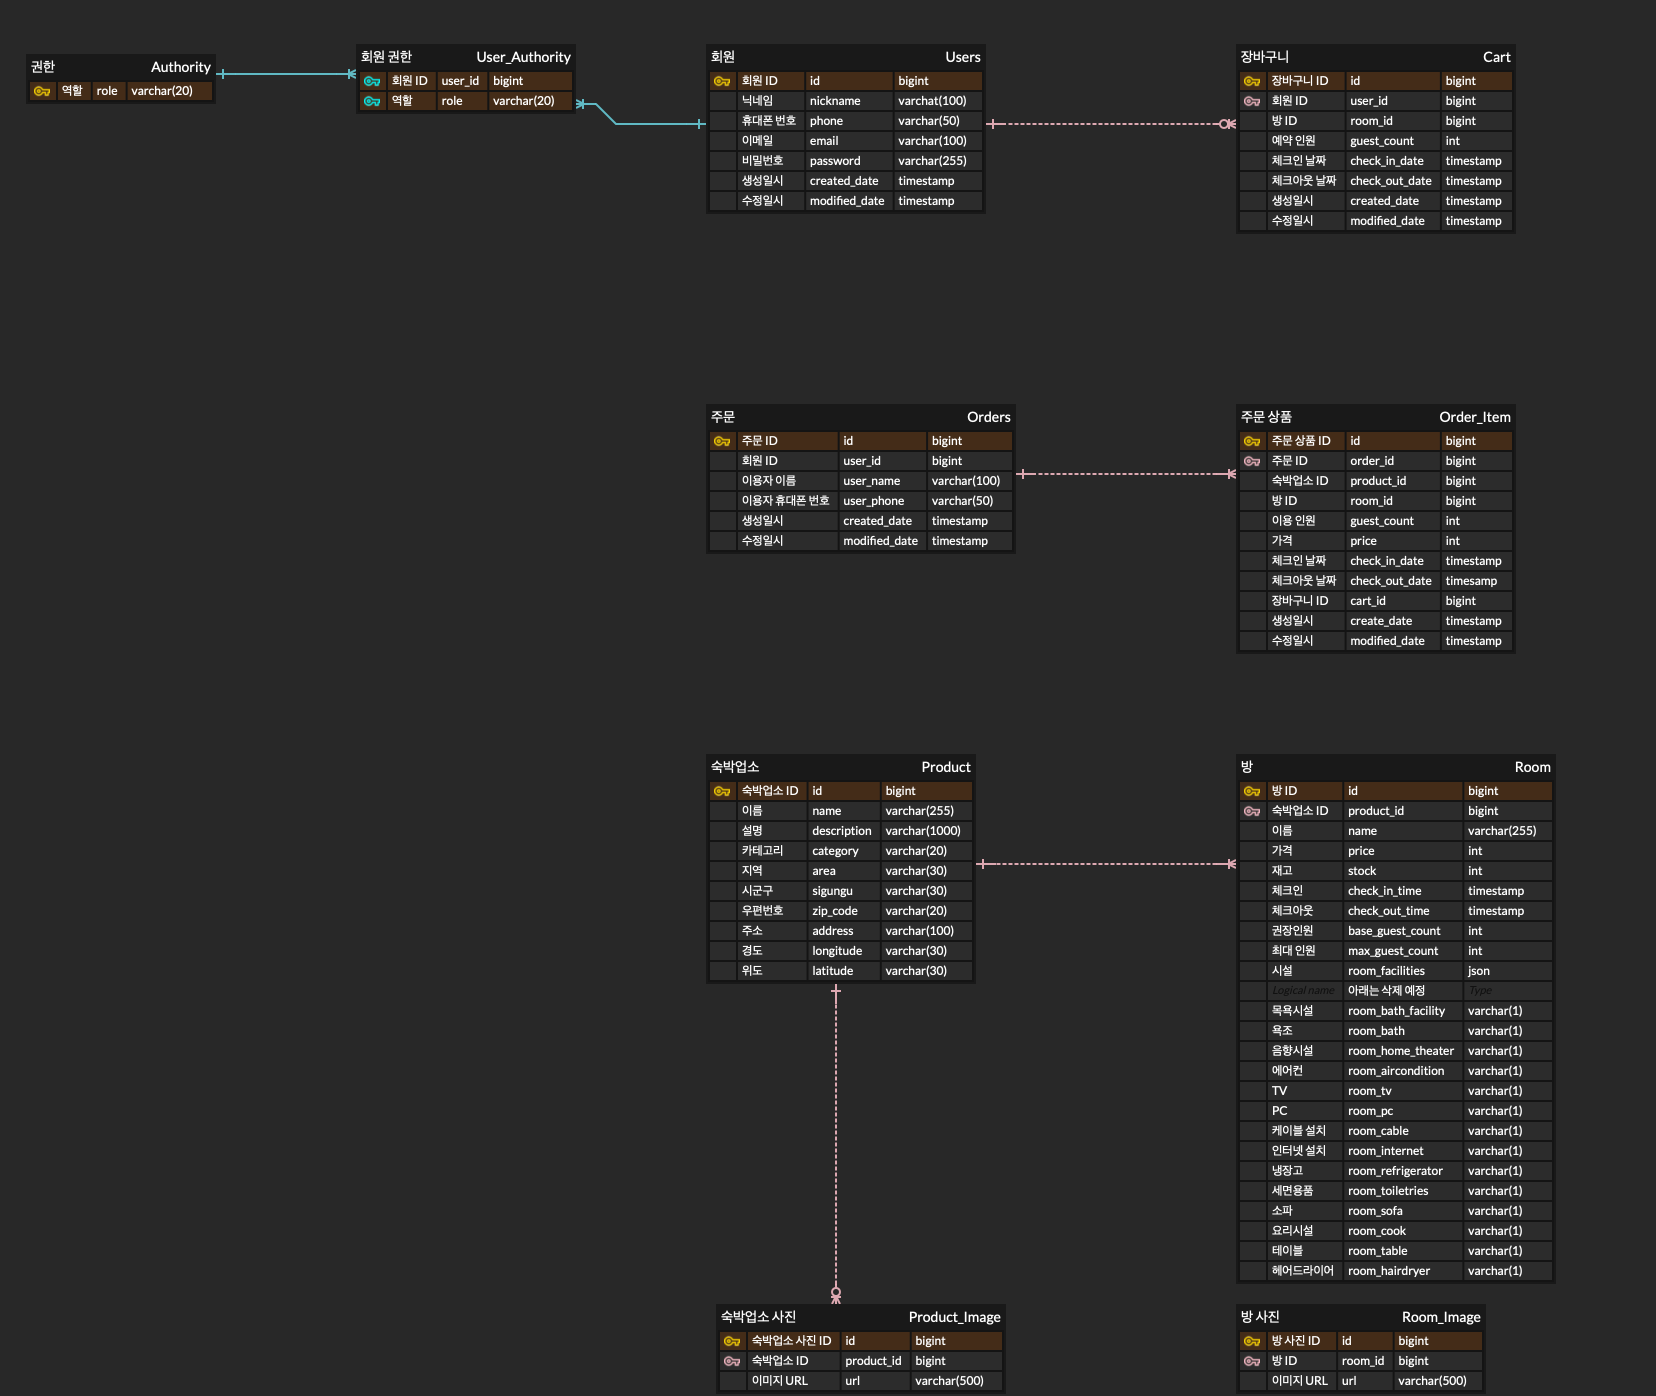 권한 Authority
역할 role varchar(20)
회원 권한 User_Authority
회원 ID user_id bigint
역할 role varchar(20)
회원 Users
회원 ID id bigint
닉네임 nickname varchat(100)
휴대폰 번호 phone varchar(50)
이메일 email varchar(100)
비밀번호 password varchar(255)
생성일시 created_date timestamp
수정일시 modified_date timestamp
장바구니 Cart
장바구니 ID id bigint
회원 ID user_id bigint
방 ID room_id bigint
예약 인원 guest_count int
체크인 날짜 check_in_date timestamp
체크아웃 날짜 check_out_date timestamp
생성일시 created_date timestamp
수정일시 modified_date timestamp
주문 Orders
주문 ID id bigint
회원 ID user_id bigint
이용자 이름 user_name varchar(100)
이용자 휴대폰 번호 user_phone varchar(50)
생성일시 created_date timestamp
수정일시 modified_date timestamp
주문 상품 Order_Item
주문 상품 ID id bigint
주문 ID order_id bigint
숙박업소 ID product_id bigint
방 ID room_id bigint
이용 인원 guest_count int
가격 price int
체크인 날짜 check_in_date timestamp
체크아웃 날짜 check_out_date timesamp
장바구니 ID cart_id bigint
생성일시 create_date timestamp
수정일시 modified_date timestamp
숙박업소 Product
숙박업소 ID id bigint
이름 name varchar(255)
설명 description varchar(1000)
카테고리 category varchar(20)
지역 area varchar(30)
시군구 sigungu varchar(30)
우편번호 zip_code varchar(20)
주소 address varchar(100)
경도 longitude varchar(30)
위도 latitude varchar(30)
방 Room
방 ID id bigint
숙박업소 ID product_id bigint
이름 name varchar(255)
가격 price int
재고 stock int
체크인 check_in_time timestamp
체크아웃 check_out_time timestamp
권장인원 base_guest_count int
최대 인원 max_guest_count int
시설 room_facilities json
Logical name 아래는 삭제 예정 Type
목욕시설 room_bath_facility varchar(1)
욕조 room_bath varchar(1)
음향시설 room_home_theater varchar(1)
에어컨 room_aircondition varchar(1)
TV room_tv varchar(1)
PC room_pc varchar(1)
케이블 설치 room_cable varchar(1)
인터넷 설치 room_internet varchar(1)
냉장고 room_refrigerator varchar(1)
세면용품 room_toiletries varchar(1)
소파 room_sofa varchar(1)
요리시설 room_cook varchar(1)
테이블 room_table varchar(1)
헤어드라이어 room_hairdryer varchar(1)
숙박업소 사진 Product_Image
숙박업소 사진 ID id bigint
숙박업소 ID product_id bigint
이미지 URL url varchar(500)
방 사진 Room_Image
방 사진 ID id bigint
방 ID room_id bigint
이미지 URL url varchar(500)